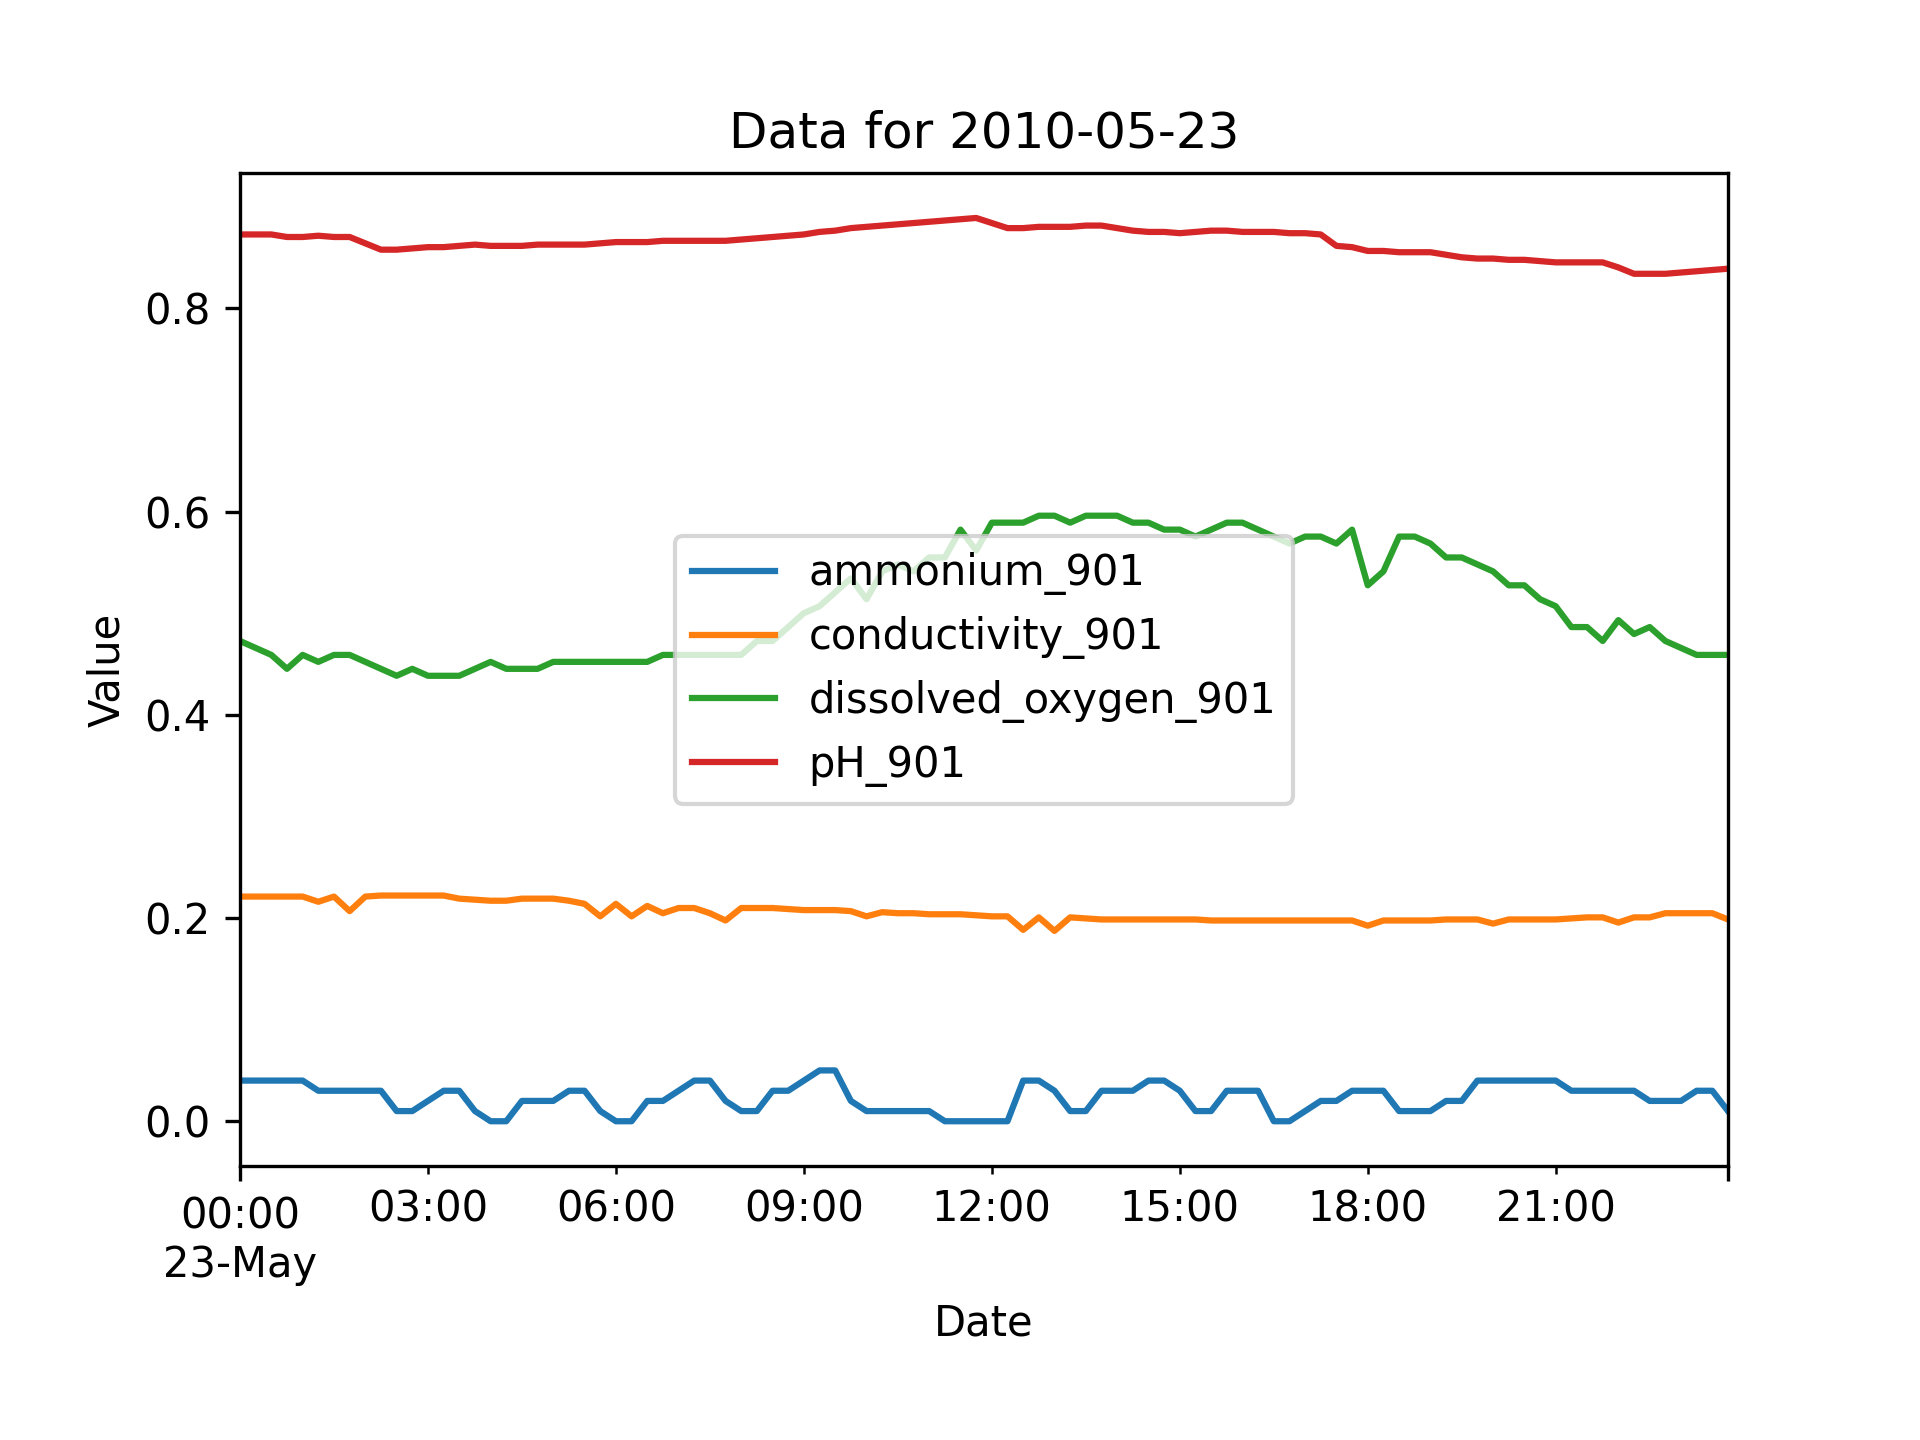 Data for 2010-05-23
Value
0.8
0.6
0.4
0.2
0.0
ammonium_901
conductivity_901
dissolved_oxygen_901
pH_901
00:00 03:00 06:00 09:00 12:00 15:00 18:00 21:00
23-May
Date